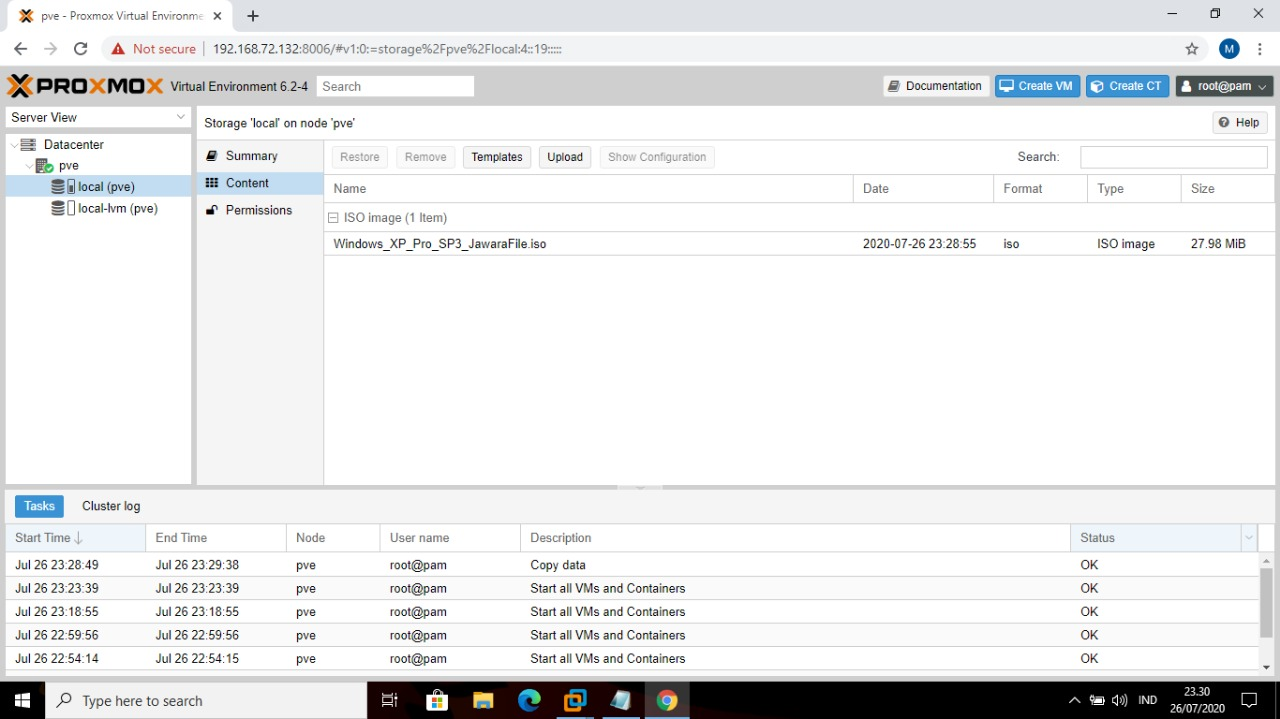 pve - Proxmox Virtual Environme
Not secure 192.168.72.132:8006/#v1:0:=storage%2Fpve%2Flocal:4::19::::: M
PROXMOX Virtual Environment 6.2-4 Search Documentation Create VM Create CT root@pam
Server View
Storage 'local' on node 'pve' Help
Datacenter
pve
local (pve)
local-lvm (pve)
Summary
Content
Permissions
Restore Remove Templates Upload Show Configuration Search:
Name Date Format Type Size
ISO image (1 Item)
Windows_XP_Pro_SP3_JawaraFile.iso 2020-07-26 23:28:55 iso ISO image 27.98 MiB
Tasks Cluster log
Start Time End Time Node User name Description Status
Jul 26 23:28:49 Jul 26 23:29:38 pve root@pam Copy data OK
Jul 26 23:23:39 Jul 26 23:23:39 pve root@pam Start all VMs and Containers OK
Jul 26 23:18:55 Jul 26 23:18:55 pve root@pam Start all VMs and Containers OK
Jul 26 22:59:56 Jul 26 22:59:56 pve root@pam Start all VMs and Containers OK
Jul 26 22:54:14 Jul 26 22:54:15 pve root@pam Start all VMs and Containers OK
Type here to search IND 23.30
26/07/2020